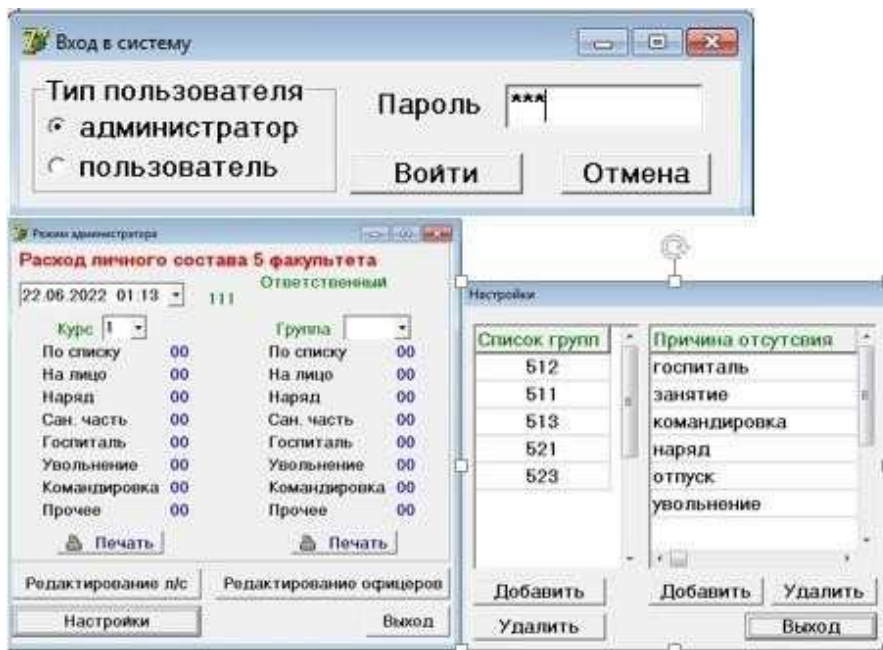 Вход в систему
Тип пользователя
администратор
пользователь
Пароль ***
Войти Отмена
Режим администратора
Расход личного состава 5 факультета
Ответственный
22.06.2022 01:13 111
Курс 1 Группа
По списку 00 По списку 00
На лицо 00 На лицо 00
Наряд 00 Наряд 00
Сан. часть 00 Сан. часть 00
Госпиталь 00 Госпиталь 00
Увольнение 00 Увольнение 00
Командировка 00 Командировка 00
Прочее 00 Прочее 00
Печать Печать
Редактирование л/с Редактирование офицеров
Настройки Выход
Настройки
Список групп Причина отсутсвия
512 госпиталь
511 занятие
513 командировка
521 наряд
523 отпуск
увольнение
Добавить Добавить Удалить
Удалить Выход